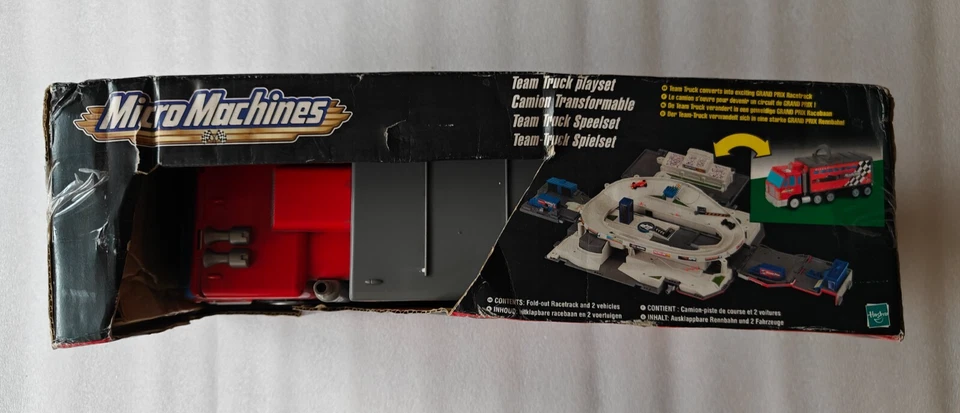 Micro Machines
Team Truck playset
Camion Transformable
Team Truck Speelset
Team-Truck Spielset
Team Truck converts into exciting GRAND PRIX Racetrack
Le camion s'ouvre pour devenir un circuit de GRAND PRIX !
De Team Truck verandert in een geweldige GRAND PRIX Racebaan
Der Team-Truck verwandelt sich in eine starke GRAND PRIX Rennbahn!
CONTENTS: Fold-out Racetrack and 2 vehicles
INHOUD: uitklapbare racebaan en 2 voertuigen
CONTIENT : Camion-piste de course et 2 voitures
INHALT: Ausklappbare Rennbahn und 2 Fahrzeuge
Hasbro